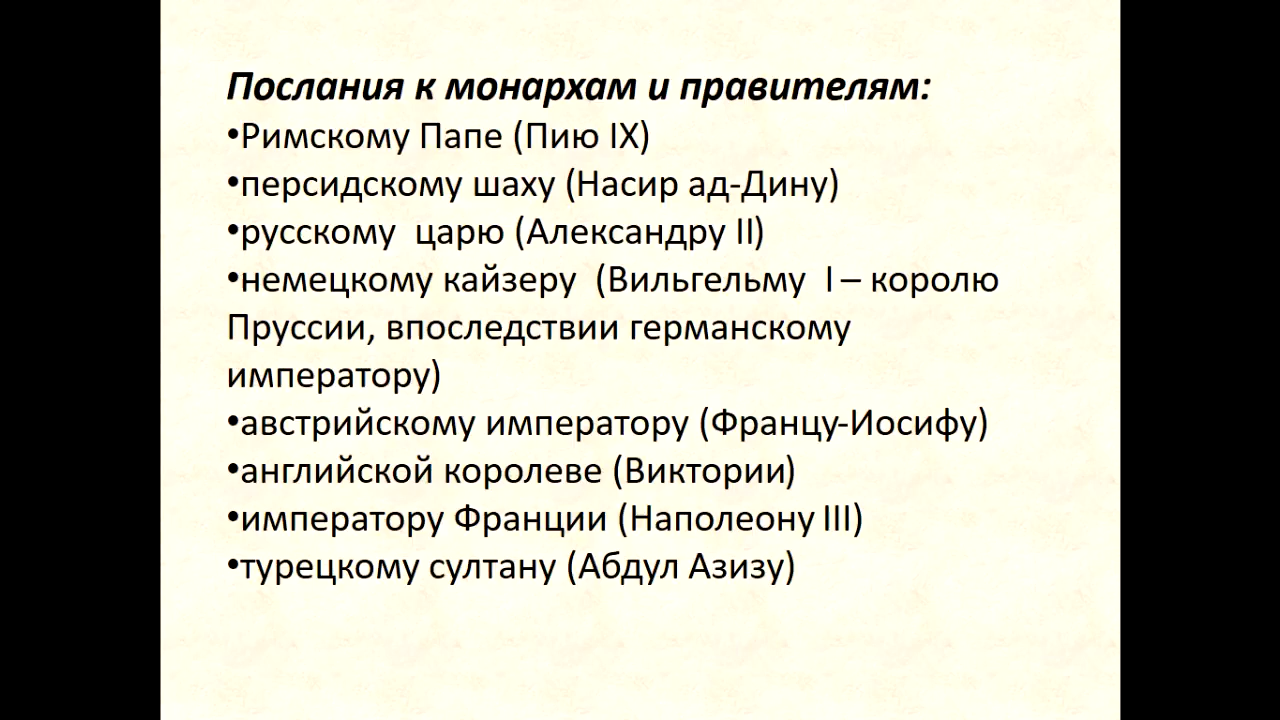 Послания к монархам и правителям:
•Римскому Папе (Пию IX)
•персидскому шаху (Насир ад-Дину)
•русскому  царю (Александру II)
•немецкому кайзеру  (Вильгельму  I – королю
Пруссии, впоследствии германскому
императору)
•австрийскому императору (Францу-Иосифу)
•английской королеве (Виктории)
•императору Франции (Наполеону III)
•турецкому султану (Абдул Азизу)